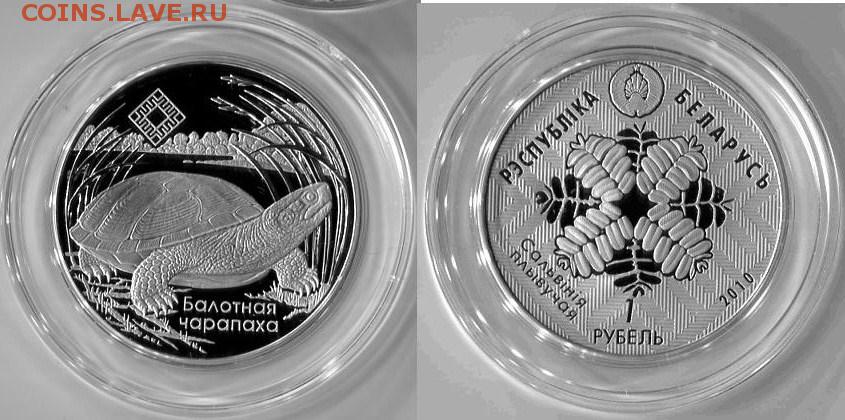 COINS.LAVE.RU
Балотная
чарапаха
РЭСПУБЛІКА БЕЛАРУСЬ
Сальвінія
плывучая
2010
1
РУБЕЛЬ